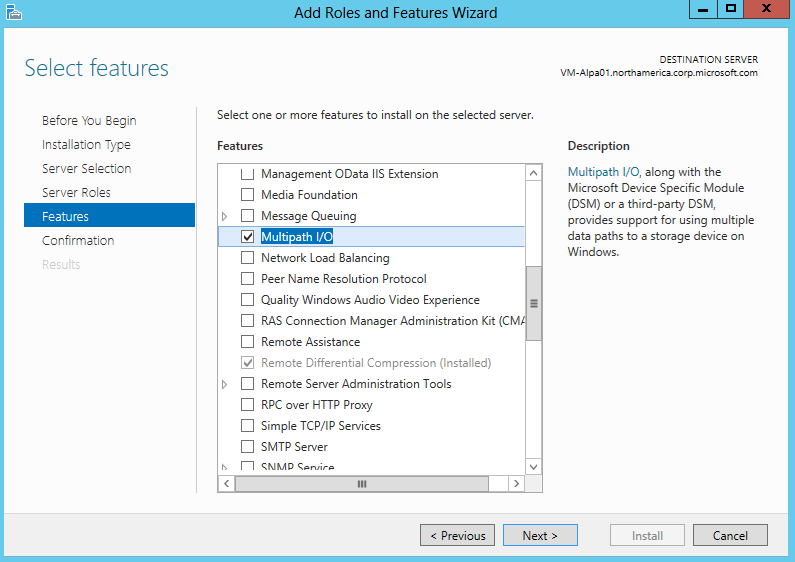 Add Roles and Features Wizard
Select features
DESTINATION SERVER
VM-Alpa01.northamerica.corp.microsoft.com
Before You Begin
Installation Type
Server Selection
Server Roles
Features
Confirmation
Results
Select one or more features to install on the selected server.
Features
Management OData IIS Extension
Media Foundation
Message Queuing
Multipath I/O
Network Load Balancing
Peer Name Resolution Protocol
Quality Windows Audio Video Experience
RAS Connection Manager Administration Kit (CMA
Remote Assistance
Remote Differential Compression (Installed)
Remote Server Administration Tools
RPC over HTTP Proxy
Simple TCP/IP Services
SMTP Server
SNMP Service
Description
Multipath I/O, along with the
Microsoft Device Specific Module
(DSM) or a third-party DSM,
provides support for using multiple
data paths to a storage device on
Windows.
< Previous
Next >
Install
Cancel